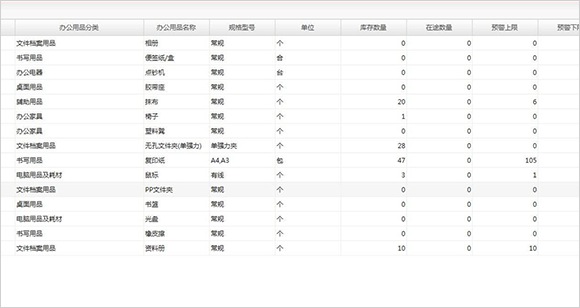 办公用品分类 办公用品名称 规格型号 单位 库存数量 在途数量 预警上限 预警下限
文件档案用品 相册 常规 个 0 0 0
书写用品 便签纸/盒 常规 台 0 0 0
办公电器 点钞机 常规 台 0 0 0
桌面用品 胶带座 常规 个 0 0 0
辅助用品 抹布 常规 个 20 0 6
办公家具 椅子 常规 个 1 0 0
办公家具 塑料凳 常规 个 0 0 0
文件档案用品 无孔文件夹(单强力) 单强力夹 个 28 0 0
书写用品 复印纸 A4,A3 包 47 0 105
电脑用品及耗材 鼠标 有线 个 3 0 1
文件档案用品 PP文件夹 常规 个 0 0 0
桌面用品 书篮 常规 个 0 0 0
电脑用品及耗材 光盘 常规 个 0 0 0
书写用品 橡皮擦 常规 个 0 0 0
文件档案用品 资料册 常规 个 10 0 10